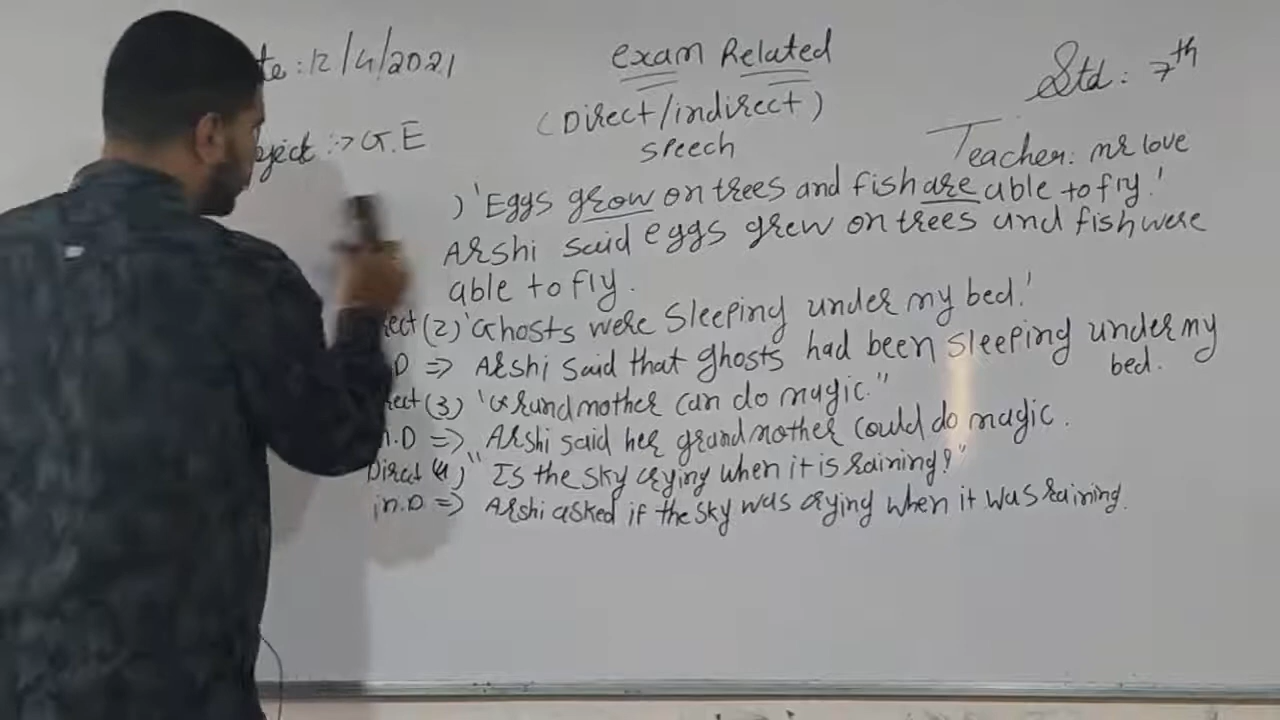 te: 12/4/2021
exam Related
Std: 7th
(Direct/indirect)
speech
ject :-> G.E
Teacher: mr love
) 'Eggs grow on trees and fish are able to fly.'
Arshi said eggs grew on trees and fish were
able to fly.
ect (2) 'Ghosts were sleeping under my bed.'
.D => Arshi said that ghosts had been sleeping under my
bed.
ect (3) "Grandmother can do magic."
n.D => Arshi said her grandmother could do magic.
Direct (4) "Is the sky crying when it is raining?"
in.D => Arshi asked if the sky was crying when it was raining.